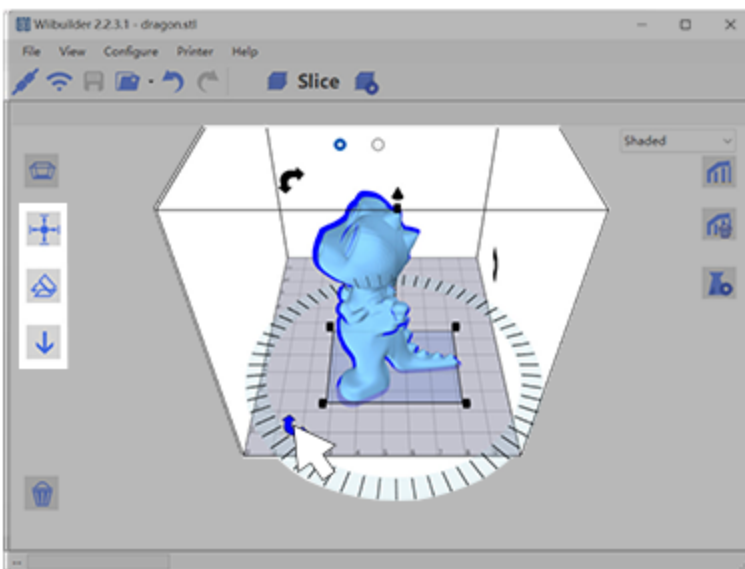 Wiibuilder 2.2.3.1 - dragon.stl
File View Configure Printer Help
Slice
Shaded